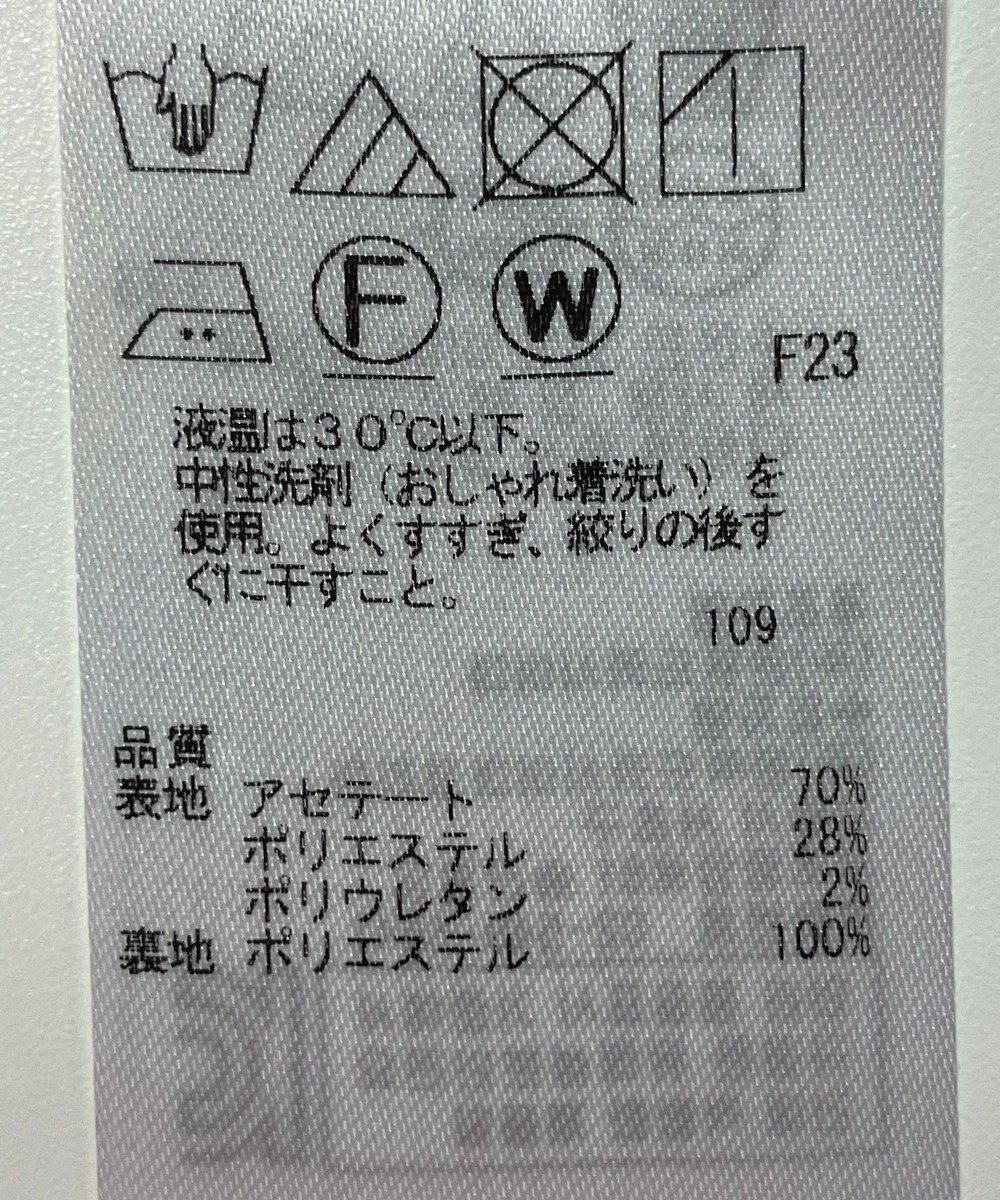 F
W
F23
液温は30℃以下。
中性洗剤（おしゃれ着洗い）を
使用。よくすすぎ、絞りの後す
ぐに干すこと。
109
品質
表地 アセテート 70%
ポリエステル 28%
ポリウレタン 2%
裏地 ポリエステル 100%